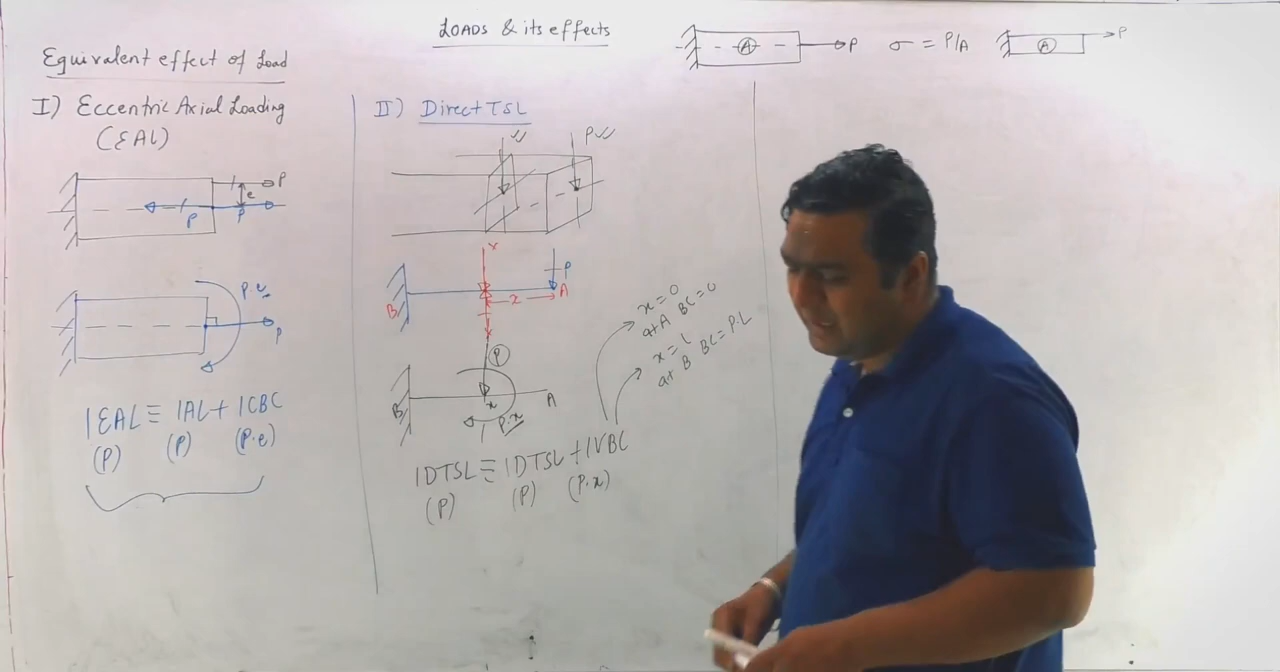 LOADS & its effects
A P σ = P/A A P
Equivalent effect of Load
I) Eccentric Axial Loading
(EAL)
P
e
P P
P.e
P
1EAL ≡ 1AL + 1CBC
(P) (P) (P.e)
II) Direct TSL
P
x
P
B x A
x
P
B x A
P.x
1DTSL ≡ 1DTSL + 1VBC
(P) (P) (P.x)
x = 0
at A BC = 0
x = L
at B BC = P.L